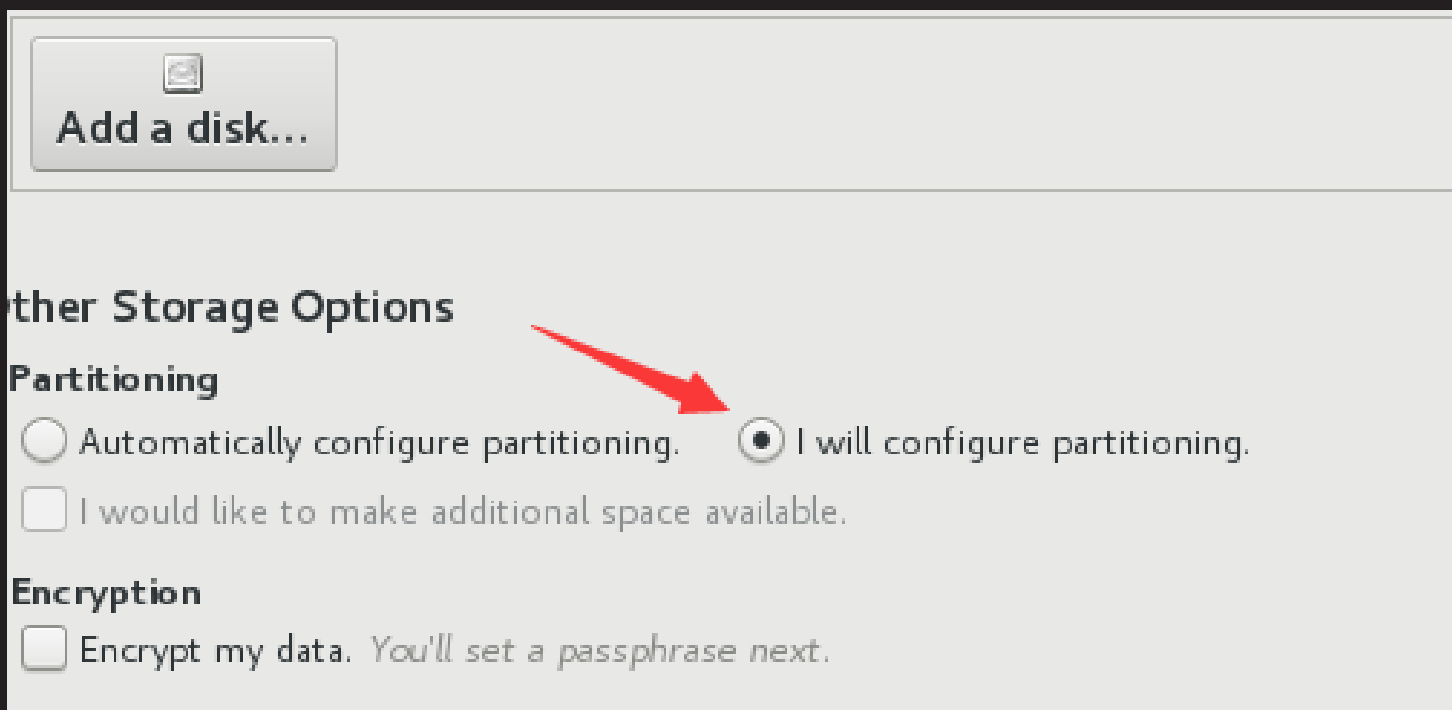 Add a disk...
ther Storage Options
Partitioning
Automatically configure partitioning. I will configure partitioning.
I would like to make additional space available.
Encryption
Encrypt my data. You'll set a passphrase next.